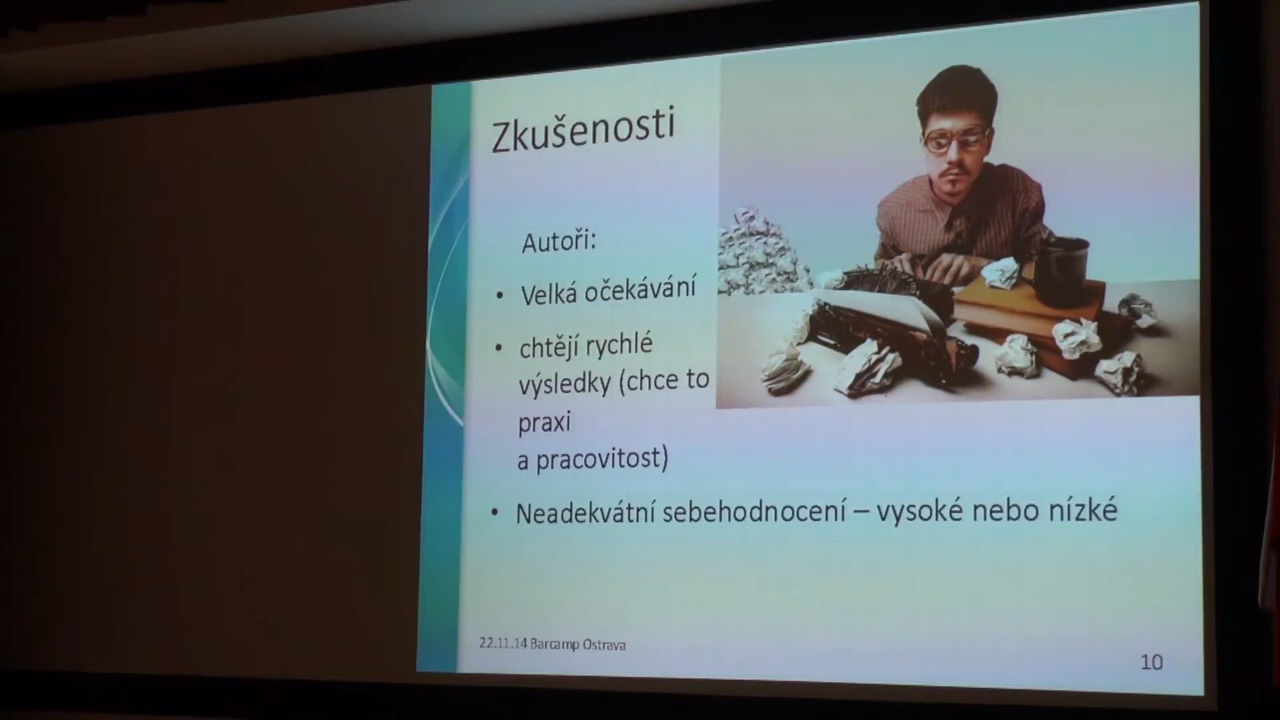 Zkušenosti
Autoři:
• Velká očekávání
• chtějí rychlé
výsledky (chce to
praxi
a pracovitost)
• Neadekvátní sebehodnocení – vysoké nebo nízké
22.11.14 Barcamp Ostrava
10